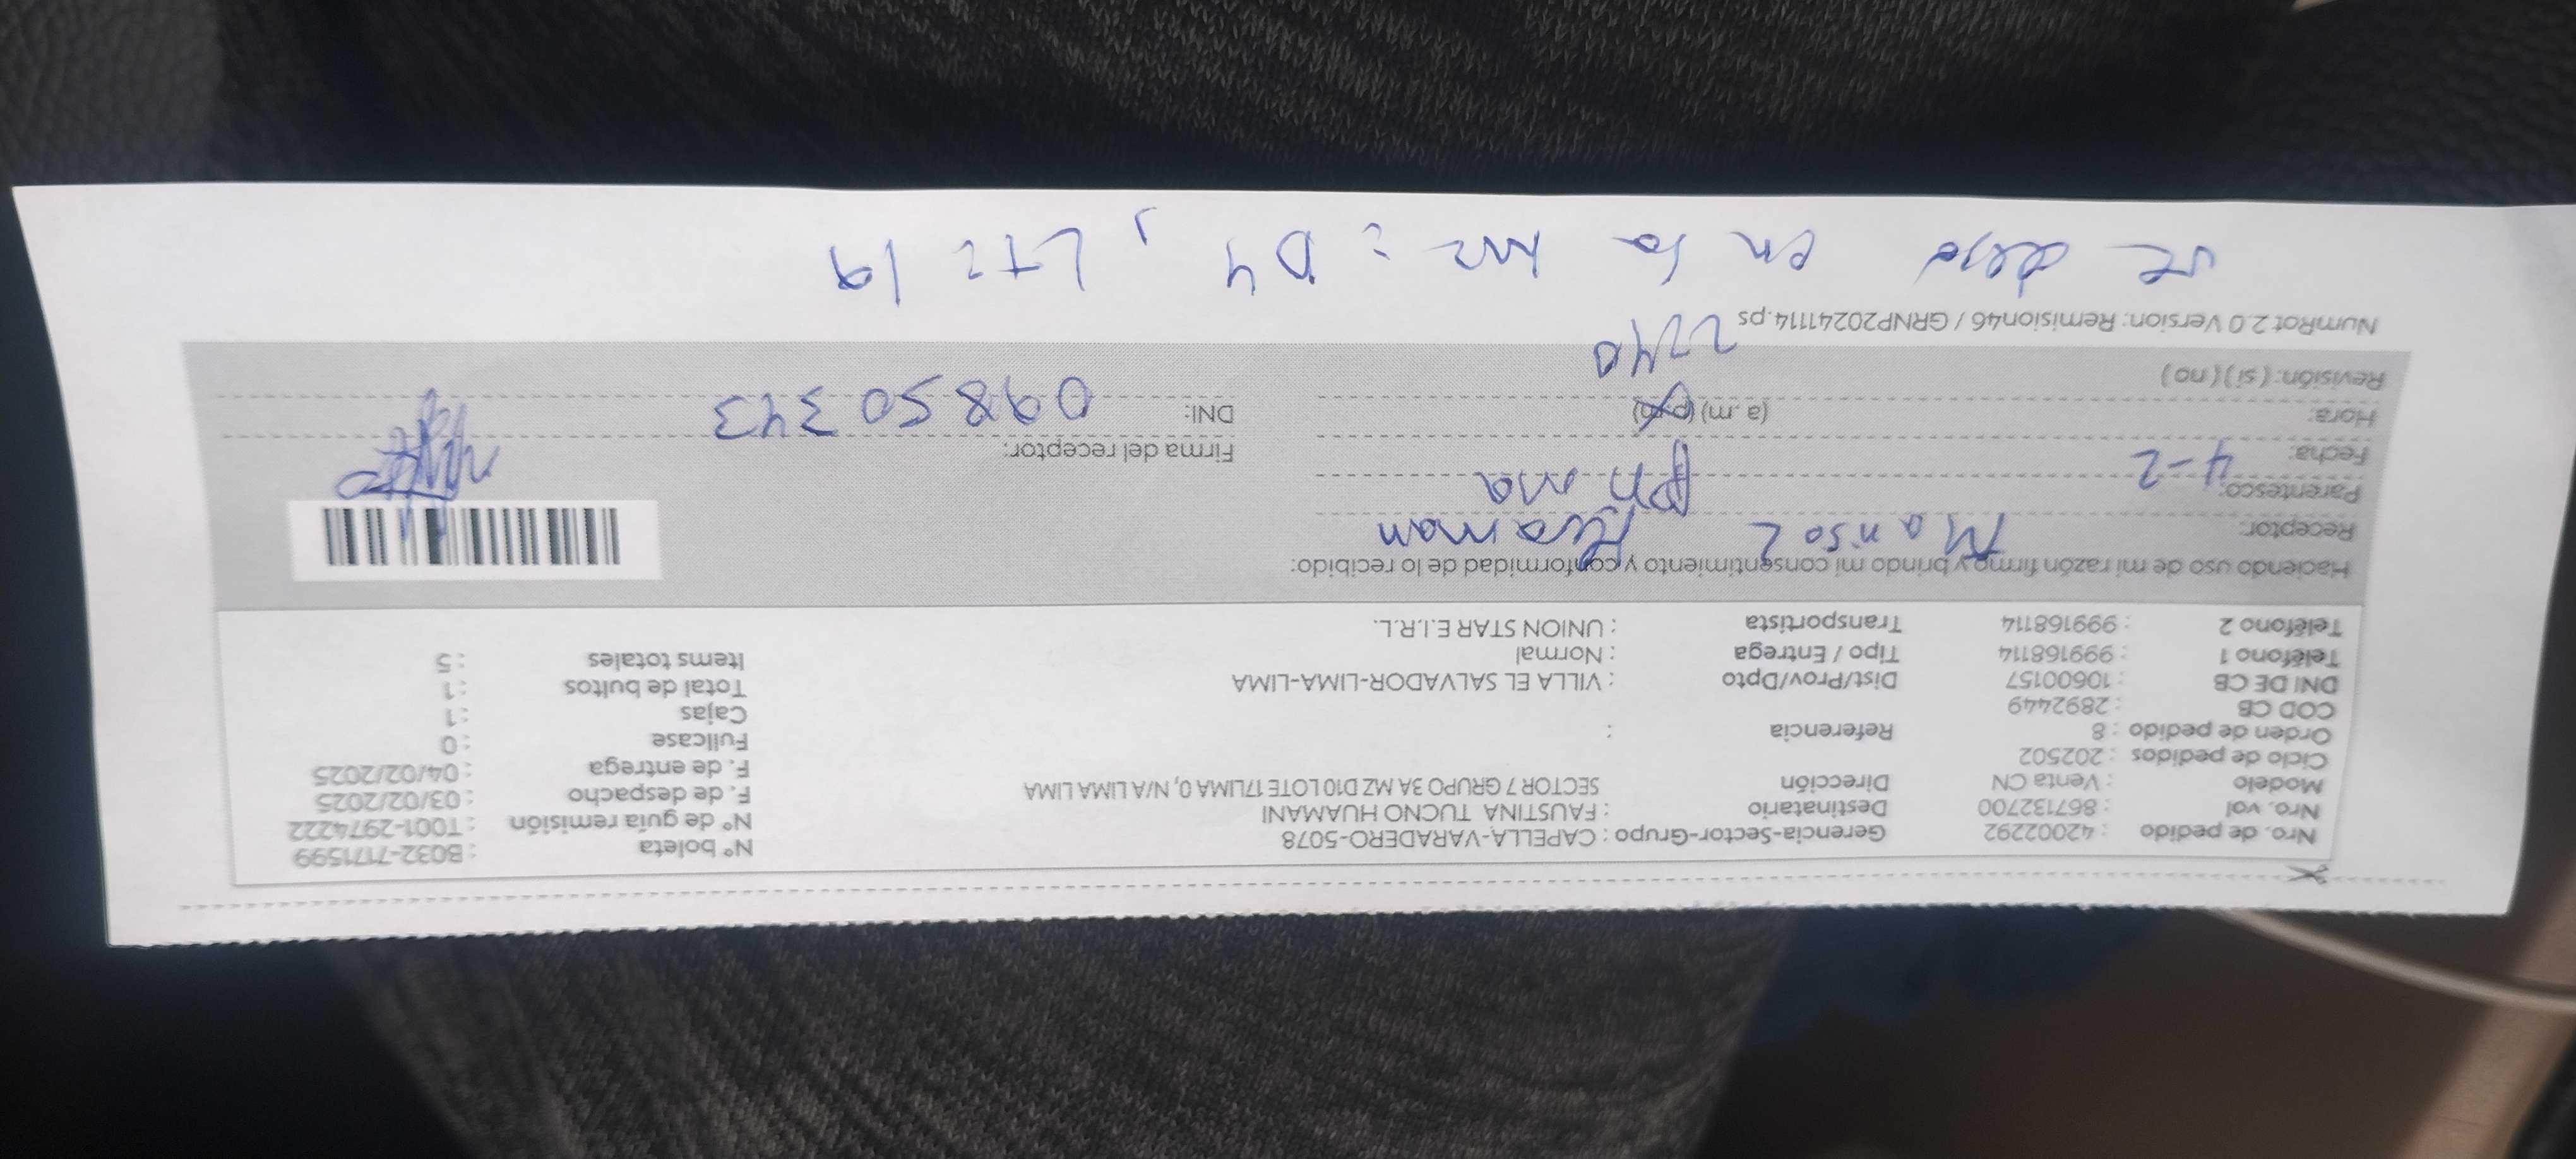 Nro. de pedido : 42002292 Gerencia-Sector-Grupo : CAPELLA-VARADERO-5078 N° boleta : B032-7171599
Nro. vol : 867132700 Destinatario : FAUSTINA TUCNO HUAMANI N° de guía remisión : T001-2974222
Modelo : Venta CN Dirección SECTOR 7 GRUPO 3A MZ D10 LOTE 17LIMA 0, N/A LIMA LIMA F. de despacho : 03/02/2025
Ciclo de pedidos : 202502 F. de entrega : 04/02/2025
Orden de pedido : 8 Referencia : Fullcase : 0
COD CB : 2892449 Cajas : 1
DNI DE CB : 10600157 Dist/Prov/Dpto : VILLA EL SALVADOR-LIMA-LIMA Total de bultos : 1
Teléfono 1 : 999168114 Tipo / Entrega : Normal Items totales : 5
Teléfono 2 : 999168114 Transportista : UNION STAR E.I.R.L.
Haciendo uso de mi razón firmo y brindo mi consentimiento y conformidad de lo recibido:
Receptor: Huaman
Parentesco:
Fecha: 4-2 Firma del receptor:
Hora: (a. m) (p. m) DNI: 09850343
Revisión: ( si ) ( no ) 2240
NumRot 2.0 Version: Remision46 / GRNP20241114.ps
se dejo en la Mz = D4, LT= 19